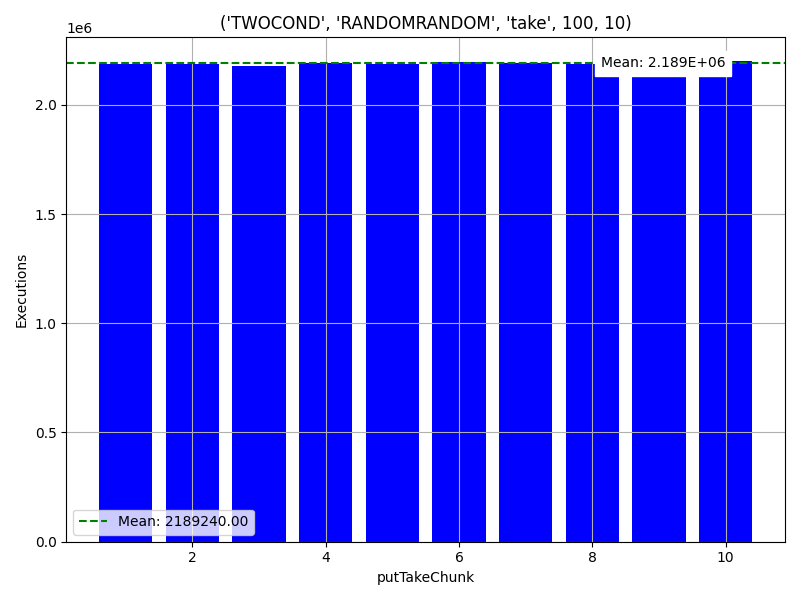 ('TWOCOND', 'RANDOMRANDOM', 'take', 100, 10)
1e6
Mean: 2.189E+06
2.0
1.5
1.0
0.5
0.0
Executions
Mean: 2189240.00
2 4 6 8 10
putTakeChunk